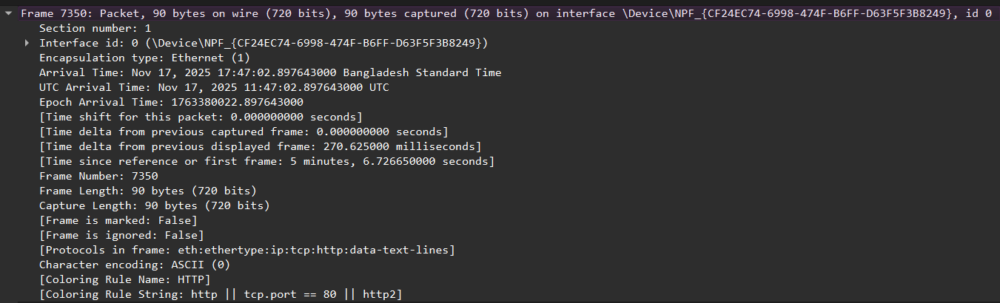 Frame 7350: Packet, 90 bytes on wire (720 bits), 90 bytes captured (720 bits) on interface \Device\NPF_{CF24EC74-6998-474F-B6FF-D63F5F3B8249}, id 0
Section number: 1
Interface id: 0 (\Device\NPF_{CF24EC74-6998-474F-B6FF-D63F5F3B8249})
Encapsulation type: Ethernet (1)
Arrival Time: Nov 17, 2025 17:47:02.897643000 Bangladesh Standard Time
UTC Arrival Time: Nov 17, 2025 11:47:02.897643000 UTC
Epoch Arrival Time: 1763380022.897643000
[Time shift for this packet: 0.000000000 seconds]
[Time delta from previous captured frame: 0.000000000 seconds]
[Time delta from previous displayed frame: 270.625000 milliseconds]
[Time since reference or first frame: 5 minutes, 6.726650000 seconds]
Frame Number: 7350
Frame Length: 90 bytes (720 bits)
Capture Length: 90 bytes (720 bits)
[Frame is marked: False]
[Frame is ignored: False]
[Protocols in frame: eth:ethertype:ip:tcp:http:data-text-lines]
Character encoding: ASCII (0)
[Coloring Rule Name: HTTP]
[Coloring Rule String: http || tcp.port == 80 || http2]